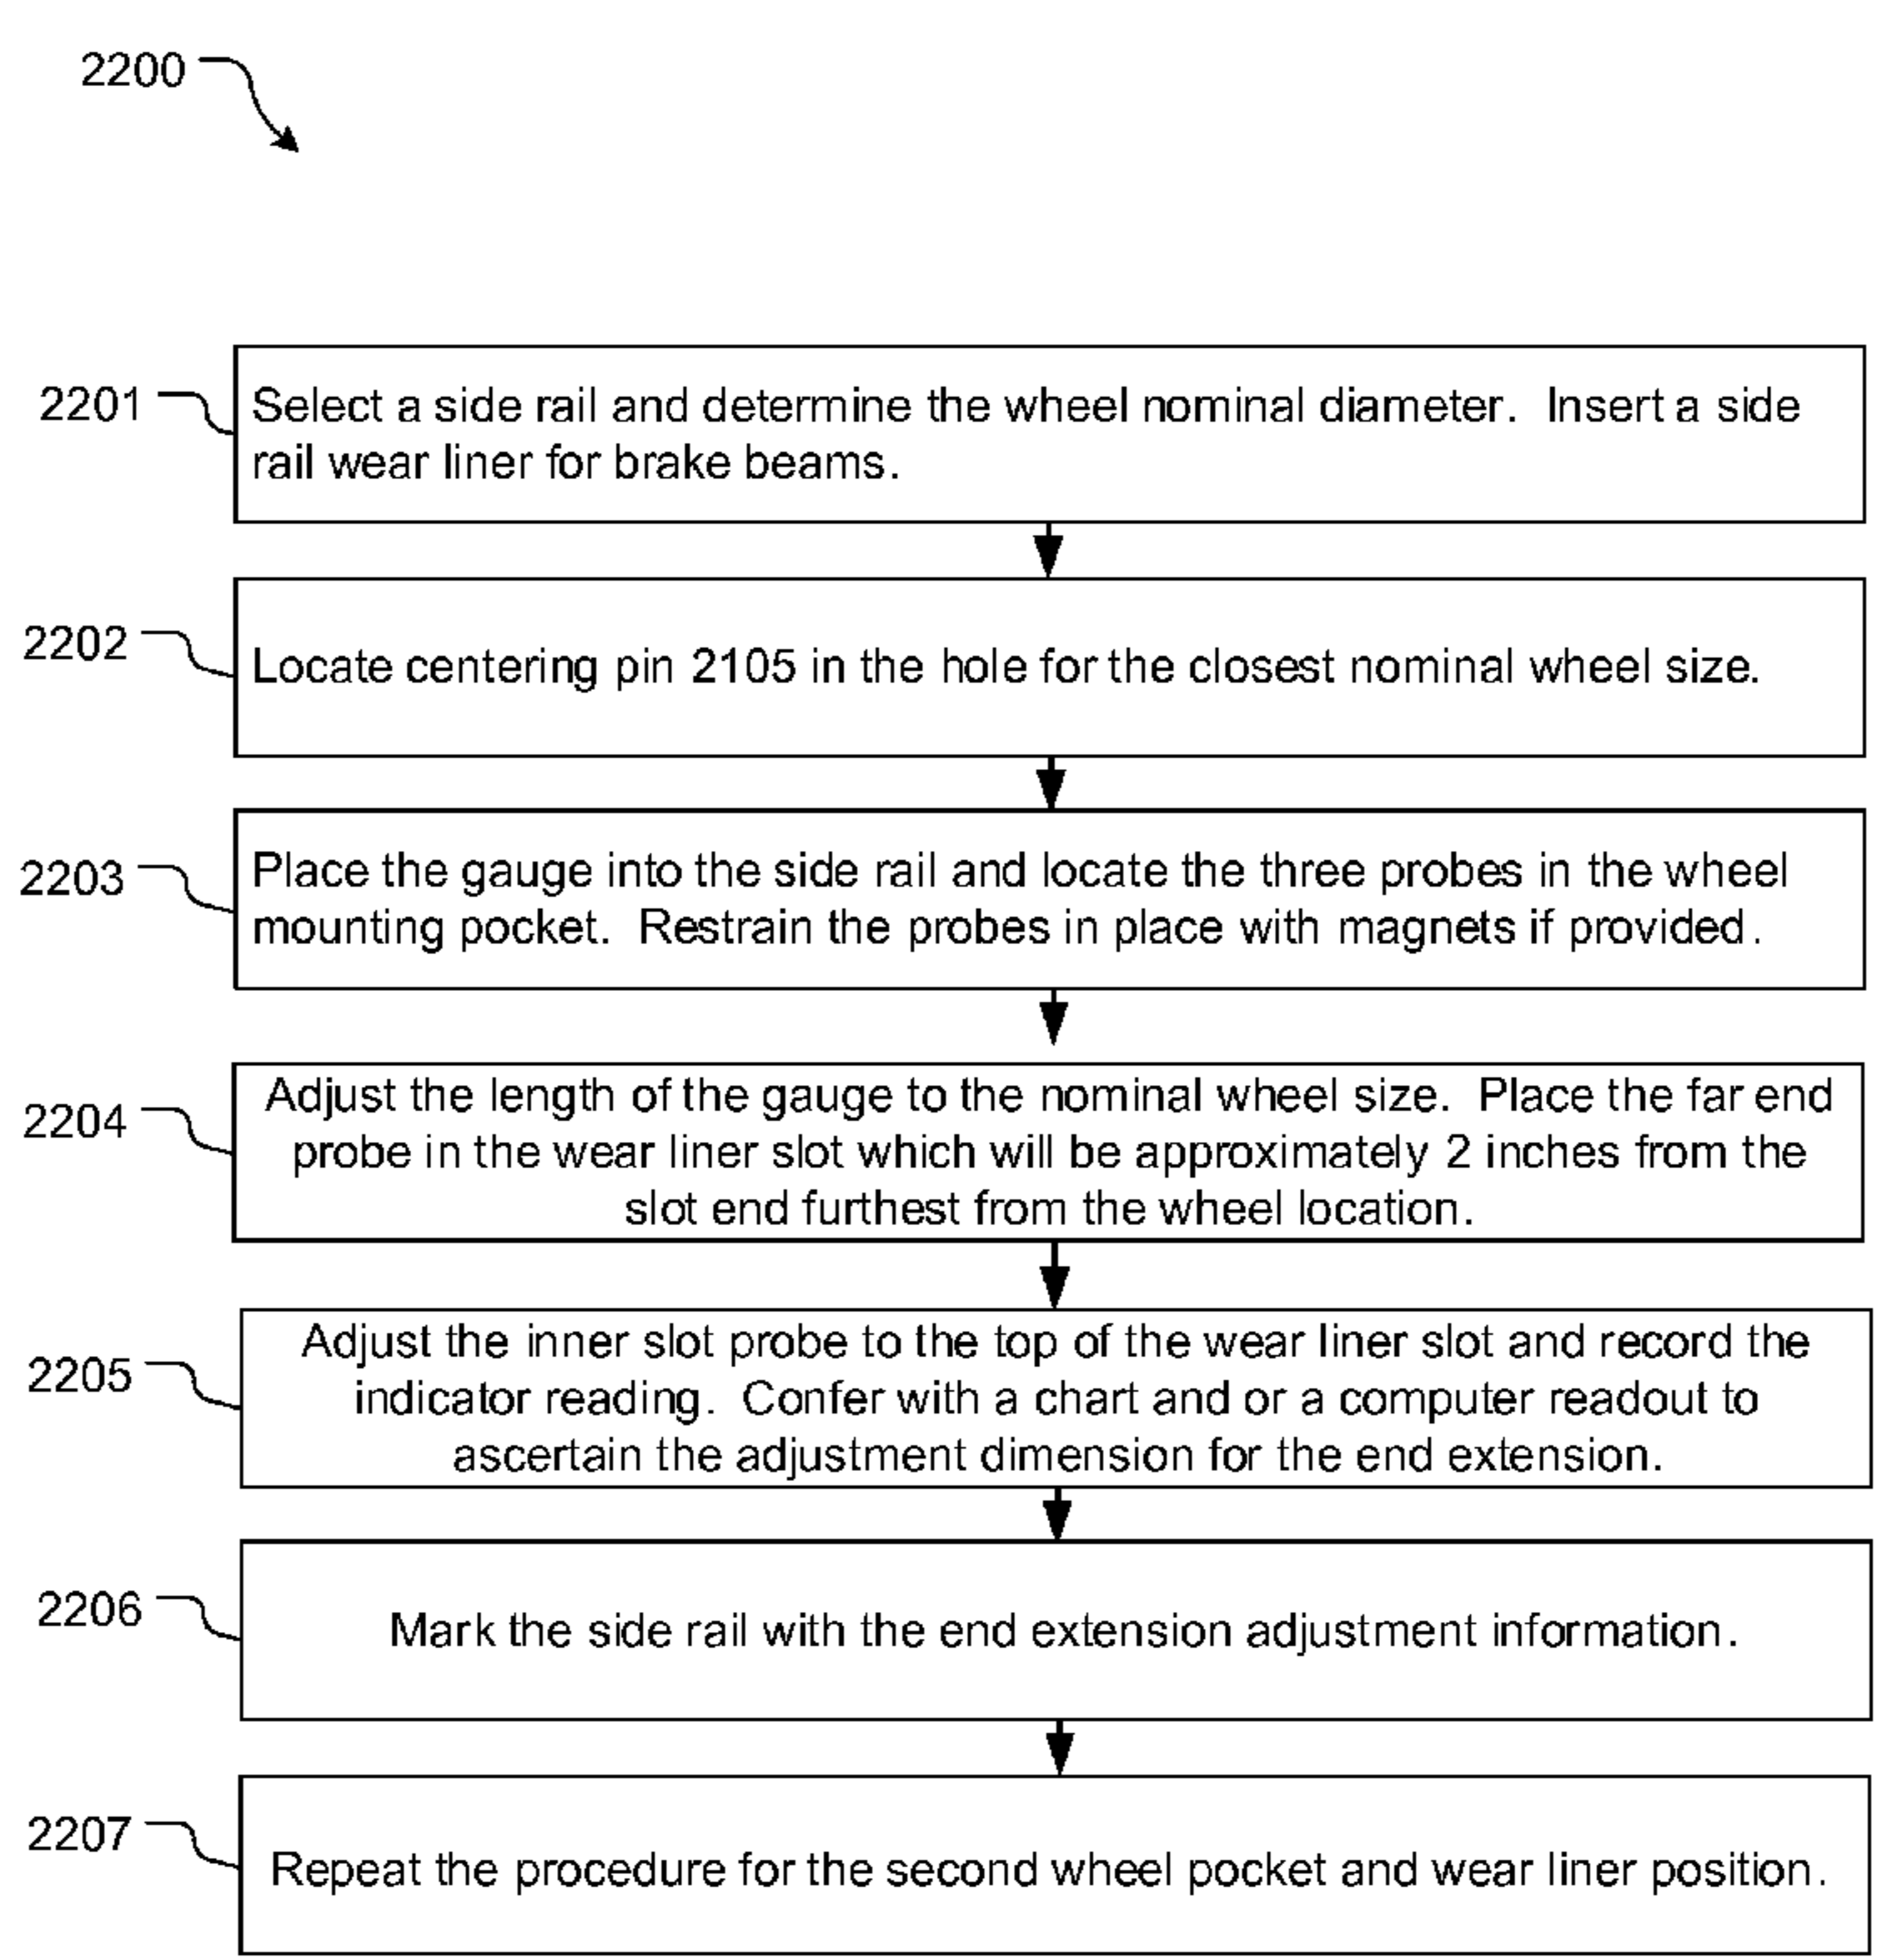 2200
2201
Select a side rail and determine the wheel nominal diameter. Insert a side
rail wear liner for brake beams.
2202
Locate centering pin 2105 in the hole for the closest nominal wheel size.
2203
Place the gauge into the side rail and locate the three probes in the wheel
mounting pocket. Restrain the probes in place with magnets if provided.
2204
Adjust the length of the gauge to the nominal wheel size. Place the far end
probe in the wear liner slot which will be approximately 2 inches from the
slot end furthest from the wheel location.
2205
Adjust the inner slot probe to the top of the wear liner slot and record the
indicator reading. Confer with a chart and or a computer readout to
ascertain the adjustment dimension for the end extension.
2206
Mark the side rail with the end extension adjustment information.
2207
Repeat the procedure for the second wheel pocket and wear liner position.